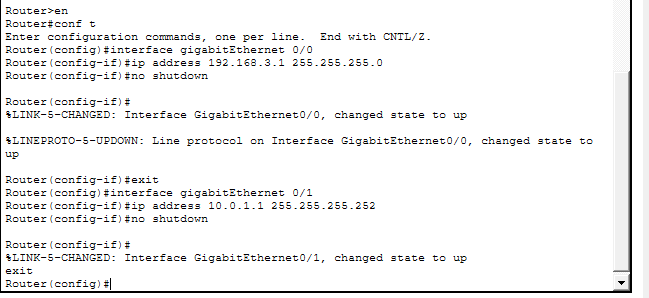 Router>en
Router#conf t
Enter configuration commands, one per line.  End with CNTL/Z.
Router(config)#interface gigabitEthernet 0/0
Router(config-if)#ip address 192.168.3.1 255.255.255.0
Router(config-if)#no shutdown
Router(config-if)#
%LINK-5-CHANGED: Interface GigabitEthernet0/0, changed state to up
%LINEPROTO-5-UPDOWN: Line protocol on Interface GigabitEthernet0/0, changed state to
up
Router(config-if)#exit
Router(config)#interface gigabitEthernet 0/1
Router(config-if)#ip address 10.0.1.1 255.255.255.252
Router(config-if)#no shutdown
Router(config-if)#
%LINK-5-CHANGED: Interface GigabitEthernet0/1, changed state to up
exit
Router(config)#